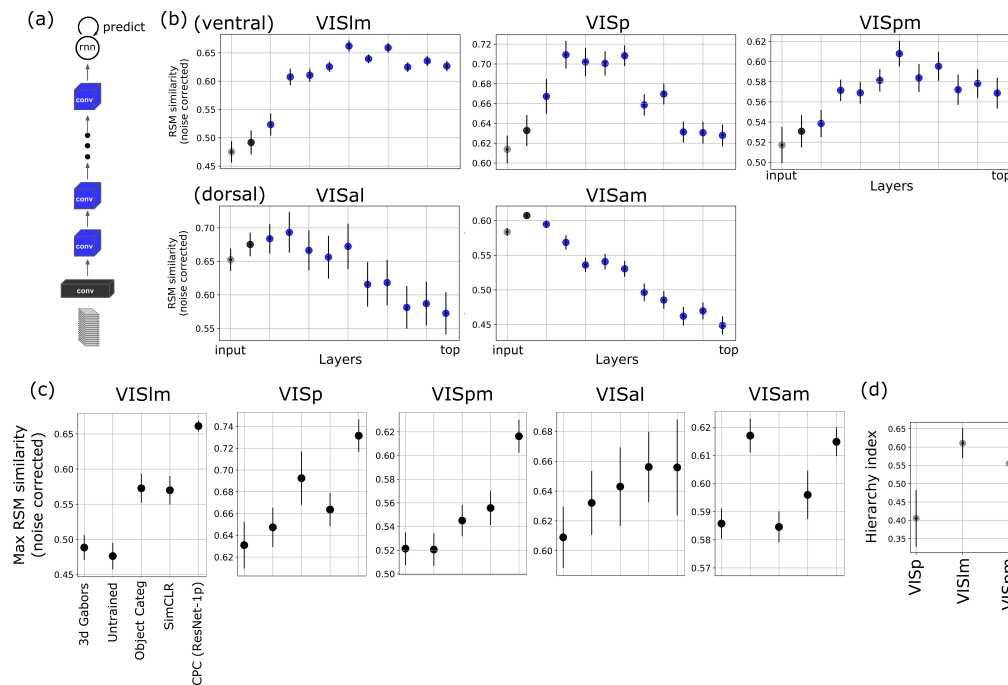 (a)
predict
rnn
conv
conv
conv
conv
(b)
(ventral)
VISlm
VISp
VISpm
RSM similarity
(noise corrected)
0.65
0.60
0.55
0.50
0.45
0.72
0.70
0.68
0.66
0.64
0.62
0.60
0.62
0.60
0.58
0.56
0.54
0.52
0.50
input
top
Layers
(dorsal)
VISal
VISam
RSM similarity
(noise corrected)
0.70
0.65
0.60
0.55
input
top
Layers
0.60
0.55
0.50
0.45
input
top
Layers
(c)
VISlm
VISp
VISpm
VISal
VISam
Max RSM similarity
(noise corrected)
0.65
0.60
0.55
0.50
0.45
0.74
0.72
0.70
0.68
0.66
0.64
0.62
0.62
0.60
0.58
0.56
0.54
0.52
0.50
0.68
0.66
0.64
0.62
0.60
0.62
0.61
0.60
0.59
0.58
0.57
3d Gabors
Untrained
Object Categ
SimCLR
CPC (ResNet-1p)
(d)
Hierarchy index
0.65
0.60
0.55
0.50
0.45
0.40
0.35
VISp
VISlm
VISpm